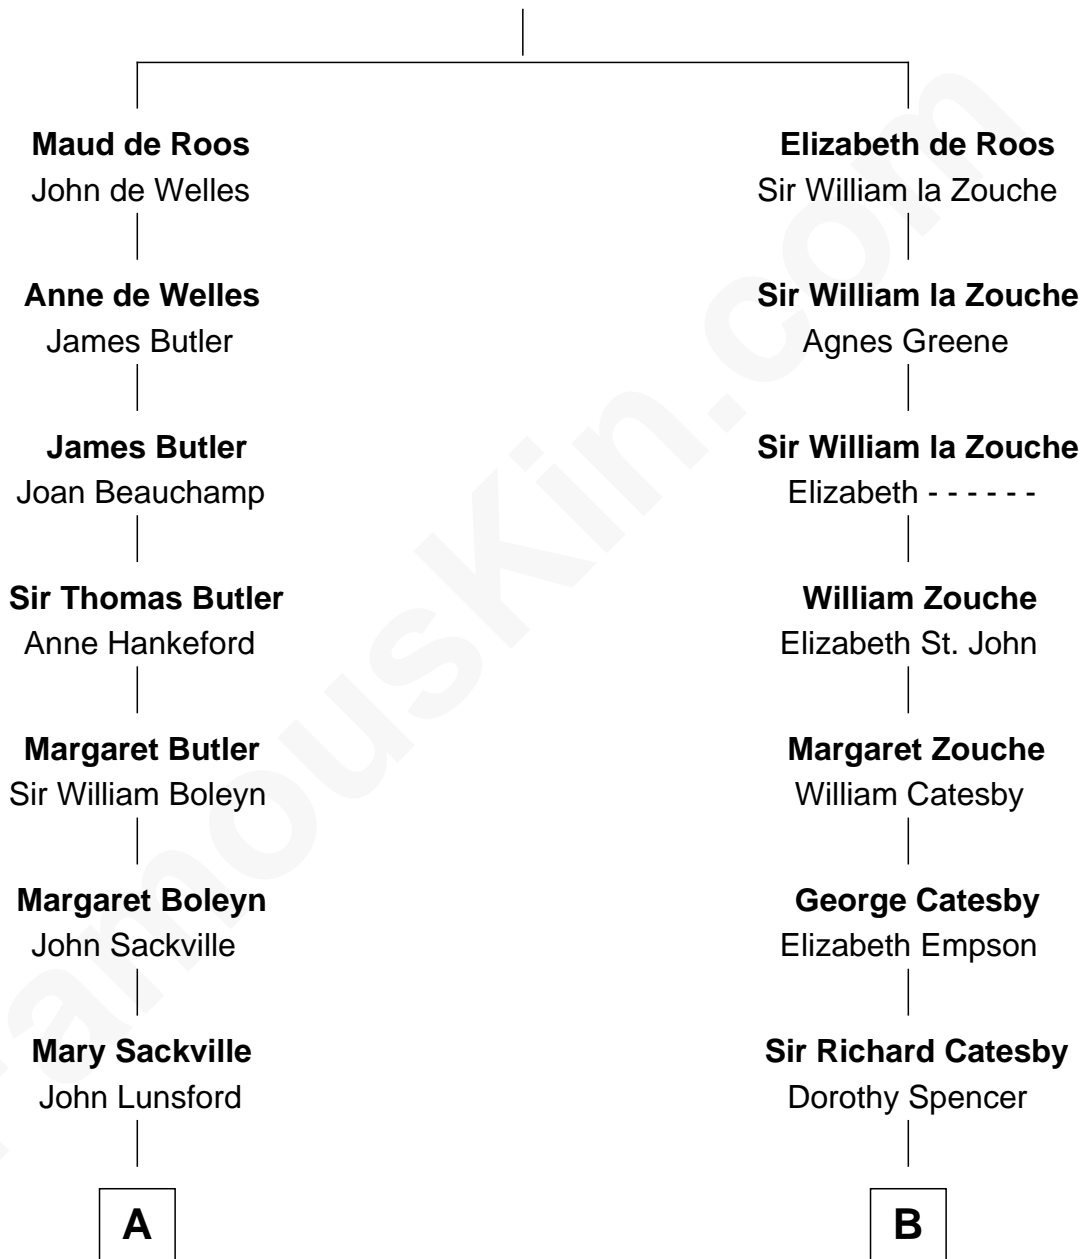 Maud de Roos
John de Welles
Anne de Welles
James Butler
James Butler
Joan Beauchamp
Sir Thomas Butler
Anne Hankeford
Margaret Butler
Sir William Boleyn
Margaret Boleyn
John Sackville
Mary Sackville
John Lunsford
A
Elizabeth de Roos
Sir William la Zouche
Sir William la Zouche
Agnes Greene
Sir William la Zouche
Elizabeth - - - - - -
William Zouche
Elizabeth St. John
Margaret Zouche
William Catesby
George Catesby
Elizabeth Empson
Sir Richard Catesby
Dorothy Spencer
B
FamousKin.com